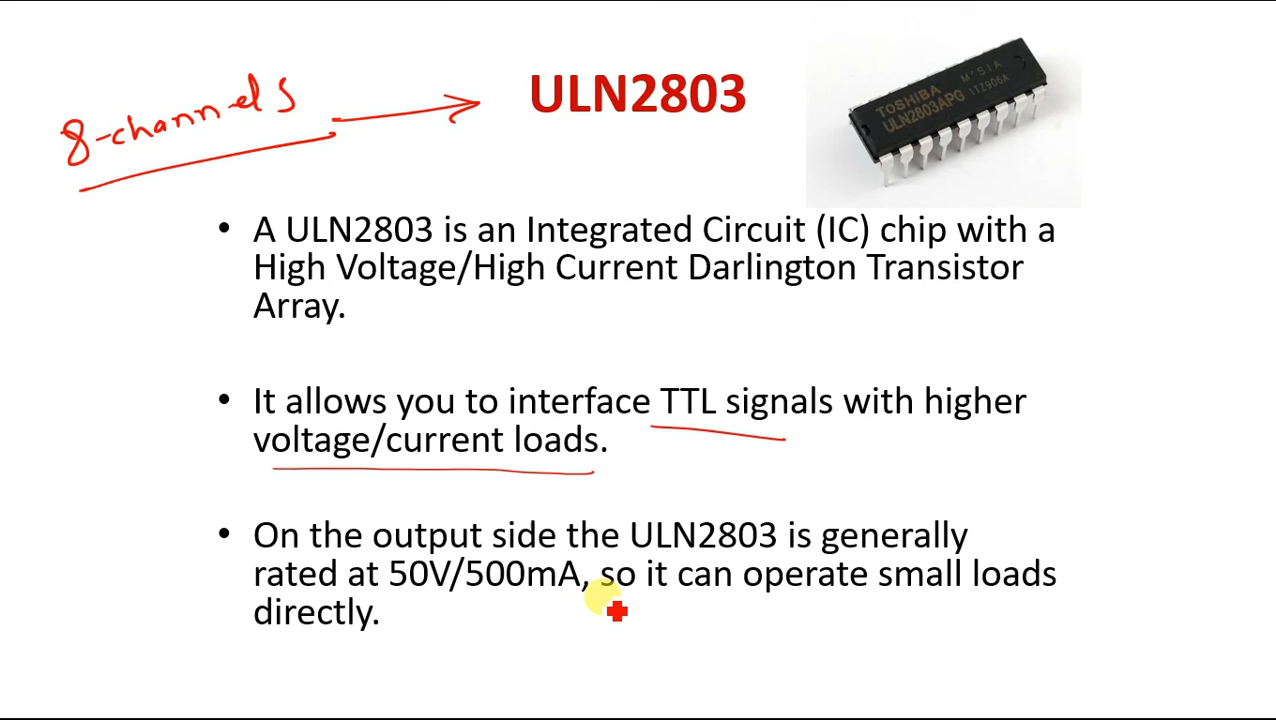 8-channels
ULN2803
TOSHIBA
ULN2803APG
1TZ906A
• A ULN2803 is an Integrated Circuit (IC) chip with a
High Voltage/High Current Darlington Transistor
Array.
• It allows you to interface TTL signals with higher
voltage/current loads.
• On the output side the ULN2803 is generally
rated at 50V/500mA, so it can operate small loads
directly.